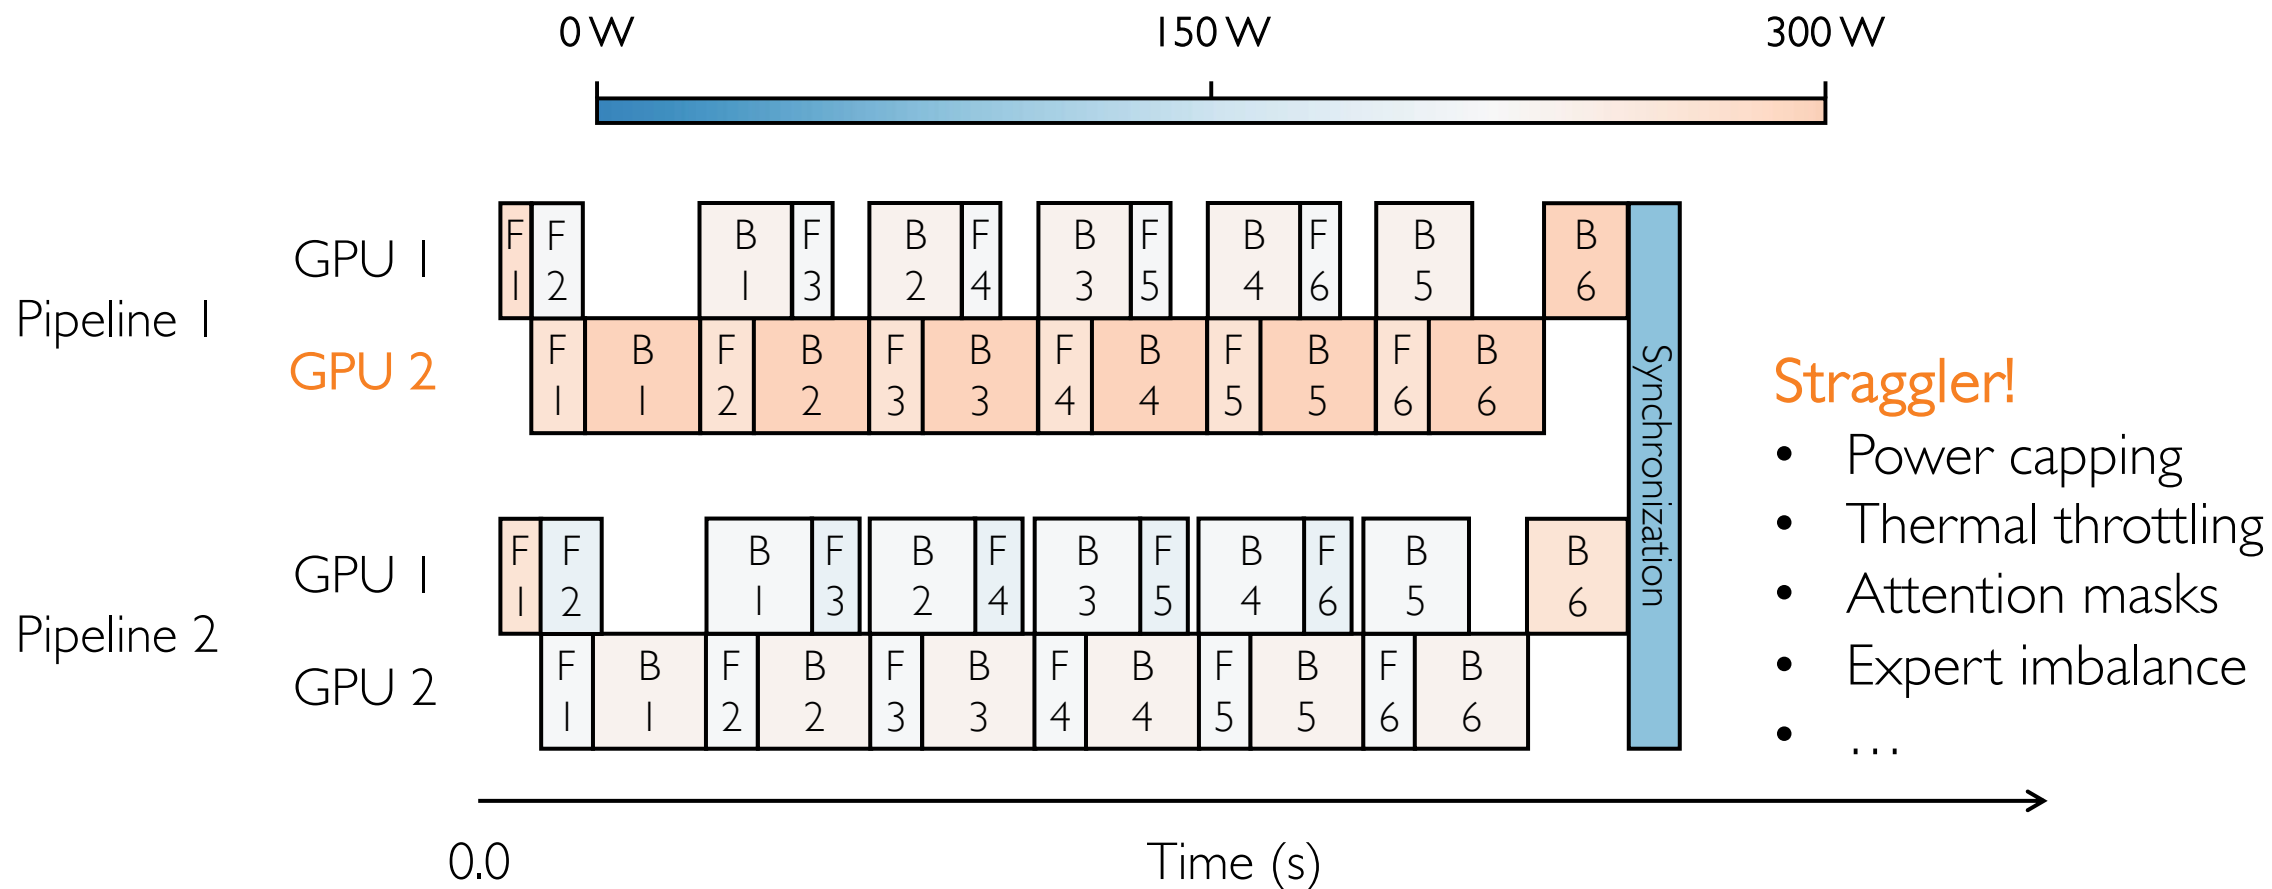 0 W 150 W 300 W
Pipeline 1
GPU 1
F 1 F 2 B 1 F 3 B 2 F 4 B 3 F 5 B 4 F 6 B 5 B 6
GPU 2
F 1 B 1 F 2 B 2 F 3 B 3 F 4 B 4 F 5 B 5 F 6 B 6
Pipeline 2
GPU 1
F 1 F 2 B 1 F 3 B 2 F 4 B 3 F 5 B 4 F 6 B 5 B 6
GPU 2
F 1 B 1 F 2 B 2 F 3 B 3 F 4 B 4 F 5 B 5 F 6 B 6
Synchronization
Straggler!
• Power capping
• Thermal throttling
• Attention masks
• Expert imbalance
• …
0.0
Time (s)